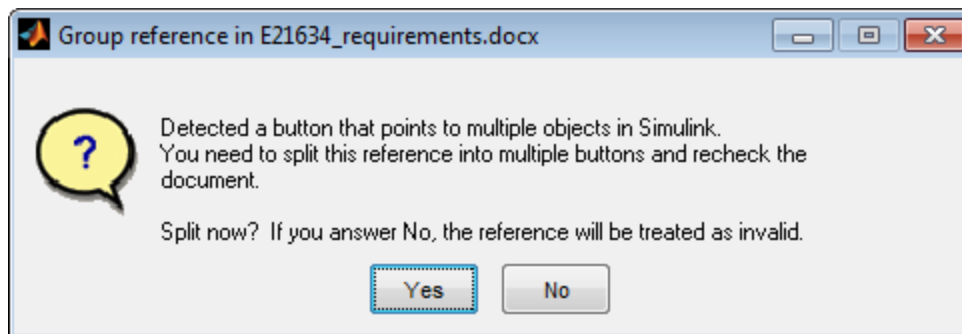 Group reference in E21634_requirements.docx
?
Detected a button that points to multiple objects in Simulink.
You need to split this reference into multiple buttons and recheck the
document.
Split now?  If you answer No, the reference will be treated as invalid.
Yes
No